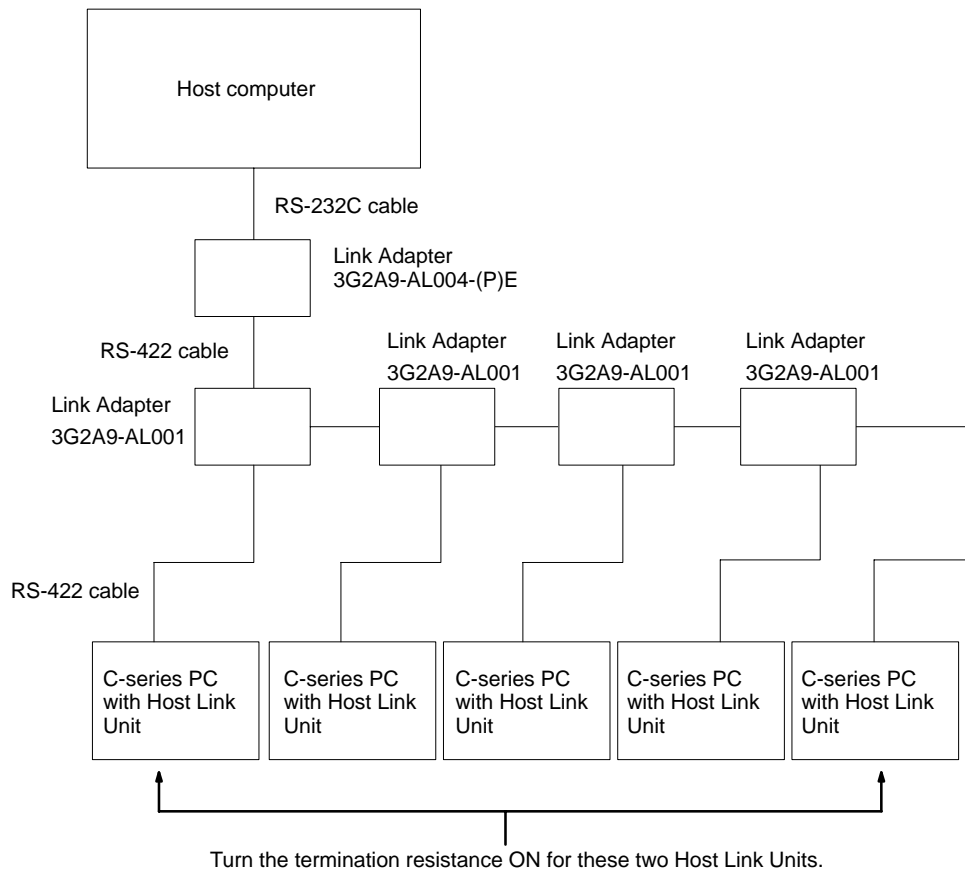 Host computer
RS-232C cable
Link Adapter
3G2A9-AL004-(P)E
RS-422 cable
Link Adapter
3G2A9-AL001
Link Adapter
3G2A9-AL001
Link Adapter
3G2A9-AL001
Link Adapter
3G2A9-AL001
RS-422 cable
C-series PC
with Host Link
Unit
C-series PC
with Host Link
Unit
C-series PC
with Host Link
Unit
C-series PC
with Host Link
Unit
C-series PC
with Host Link
Unit
Turn the termination resistance ON for these two Host Link Units.